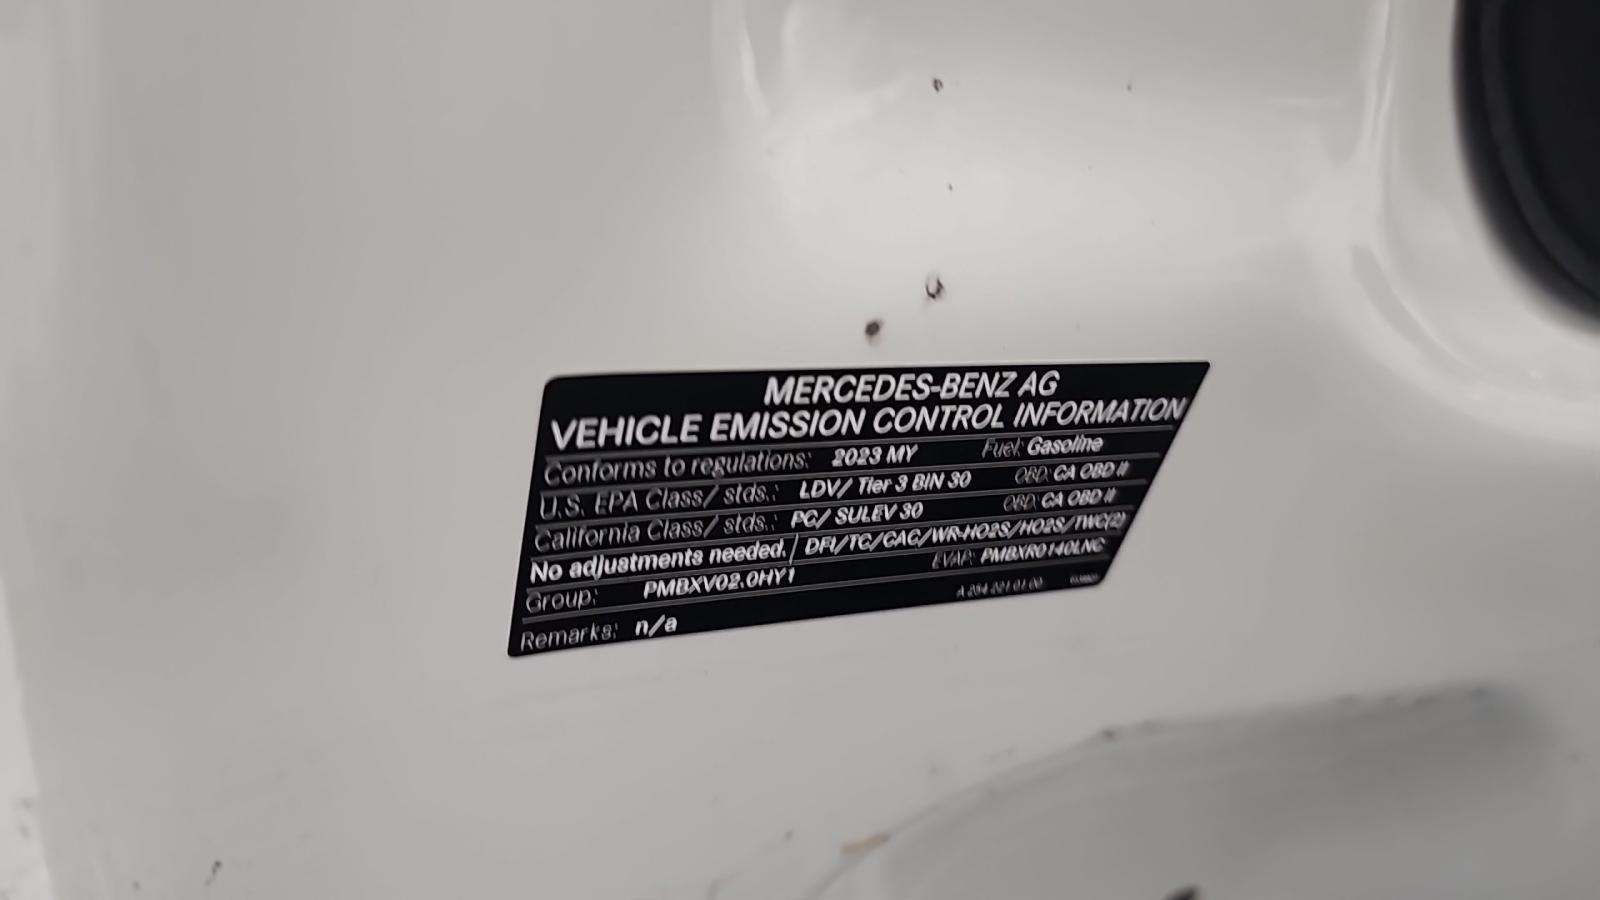 MERCEDES-BENZ AG
VEHICLE EMISSION CONTROL INFORMATION
Conforms to regulations: 2023 MY Fuel: Gasoline
U.S. EPA Class/ stds.: LDV/ Tier 3 BIN 30 OBD: CA OBD II
California Class/ stds.: PC/ SULEV 30 OBD: CA OBD II
No adjustments needed. DFI/TC/CAC/WR-HO2S/HO2S/TWC(2)
Group: PMBXV02.0HY1 EVAP: PMBXR0140LNC
Remarks: n/a